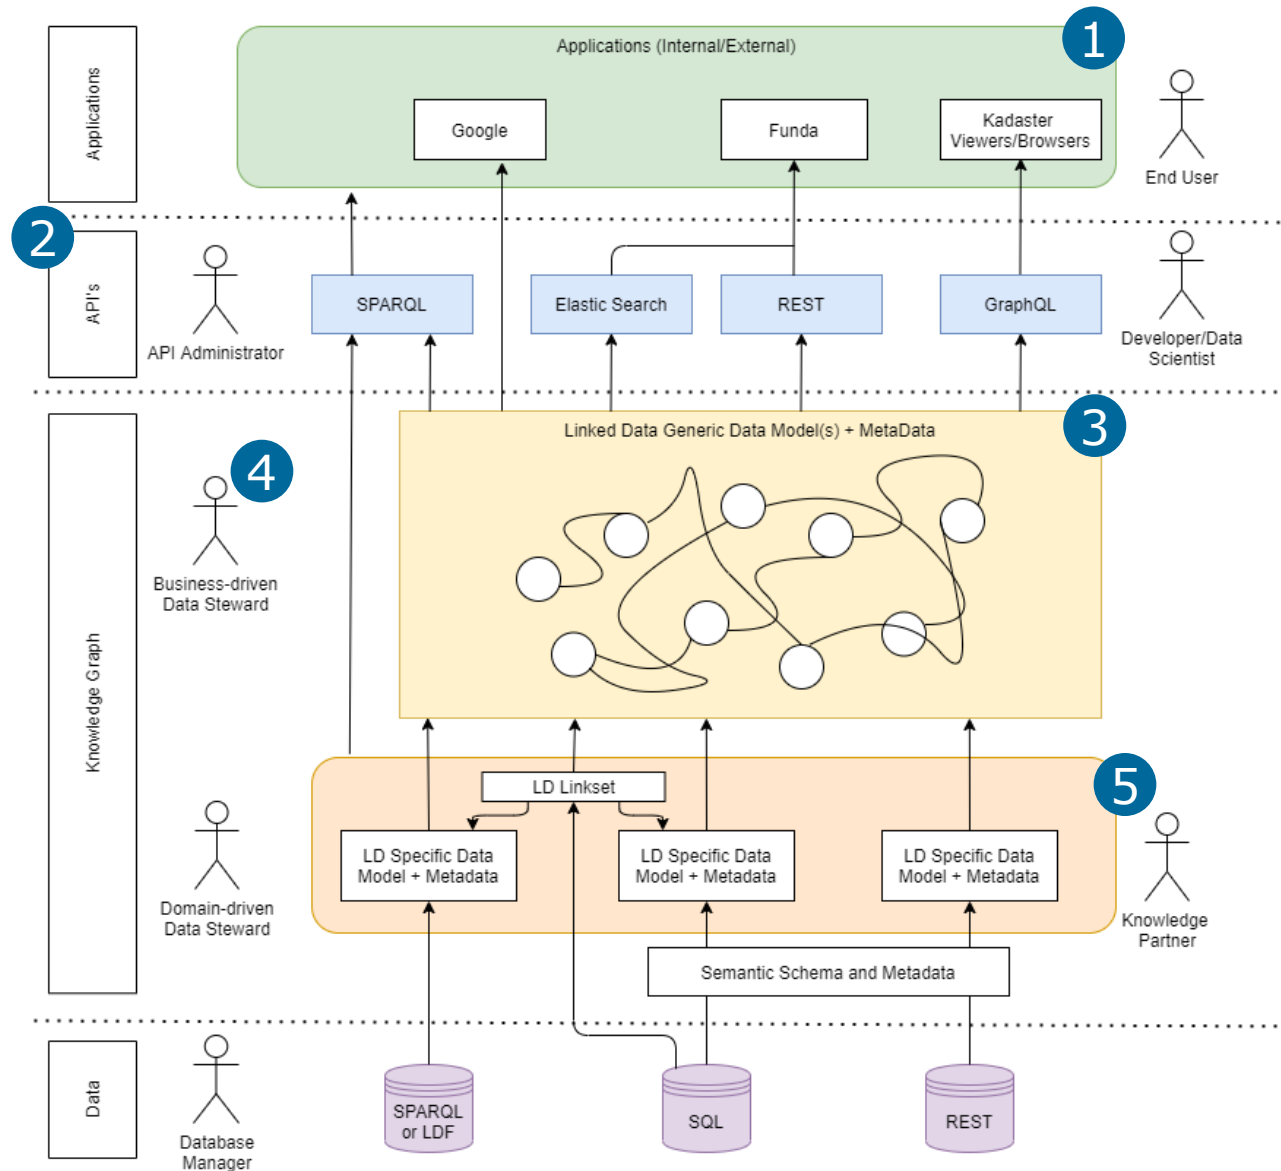 Applications (Internal/External)
1
Applications
Google
Funda
Kadaster
Viewers/Browsers
End User
2
API's
API Administrator
SPARQL
Elastic Search
REST
GraphQL
Developer/Data
Scientist
Knowledge Graph
Linked Data Generic Data Model(s) + MetaData
3
4
Business-driven
Data Steward
5
LD Linkset
LD Specific Data
Model + Metadata
LD Specific Data
Model + Metadata
LD Specific Data
Model + Metadata
Domain-driven
Data Steward
Knowledge
Partner
Semantic Schema and Metadata
Data
Database
Manager
SPARQL
or LDF
SQL
REST